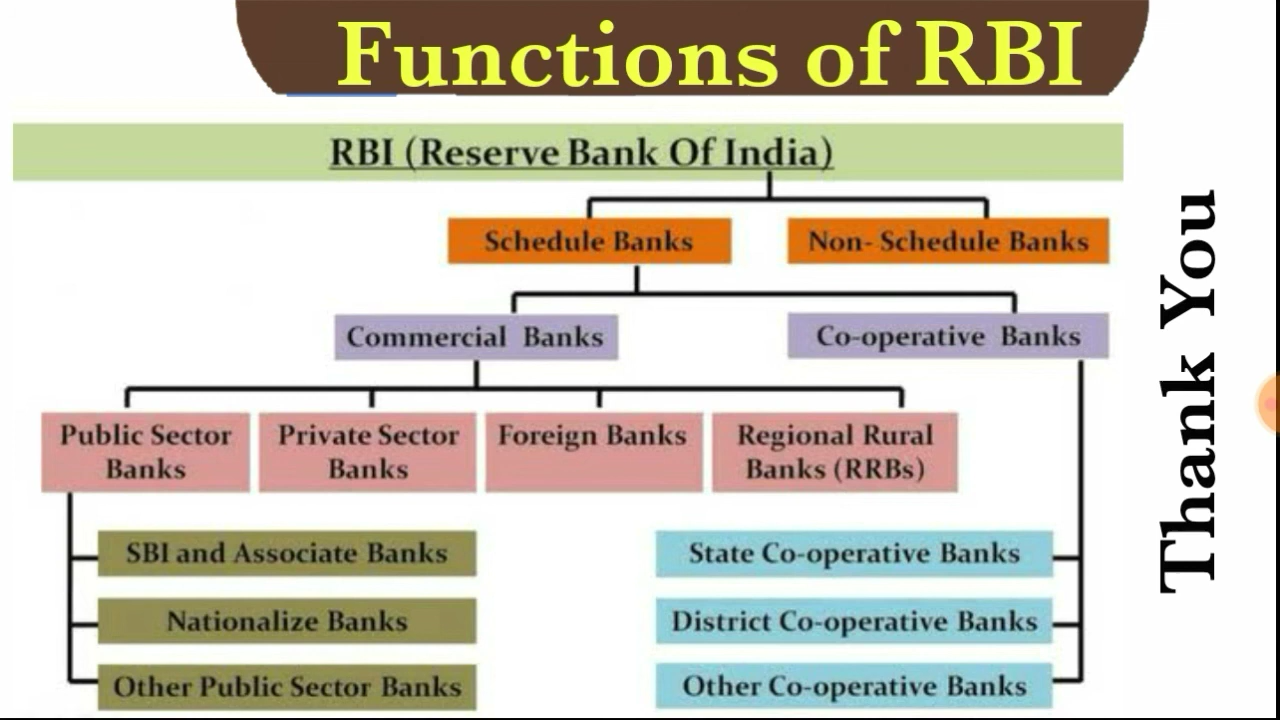 Functions of RBI
RBI (Reserve Bank Of India)
Schedule Banks
Non- Schedule Banks
Commercial Banks
Co-operative Banks
Public Sector
Banks
Private Sector
Banks
Foreign Banks
Regional Rural
Banks (RRBs)
SBI and Associate Banks
Nationalize Banks
Other Public Sector Banks
State Co-operative Banks
District Co-operative Banks
Other Co-operative Banks
Thank You